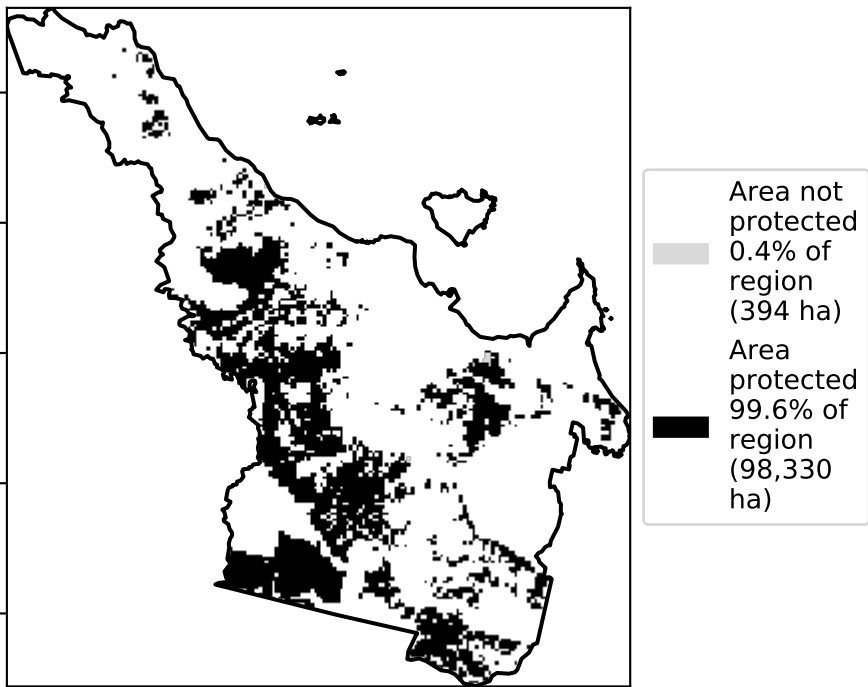 Area not
protected
0.4% of
region
(394 ha)
Area
protected
99.6% of
region
(98,330
ha)